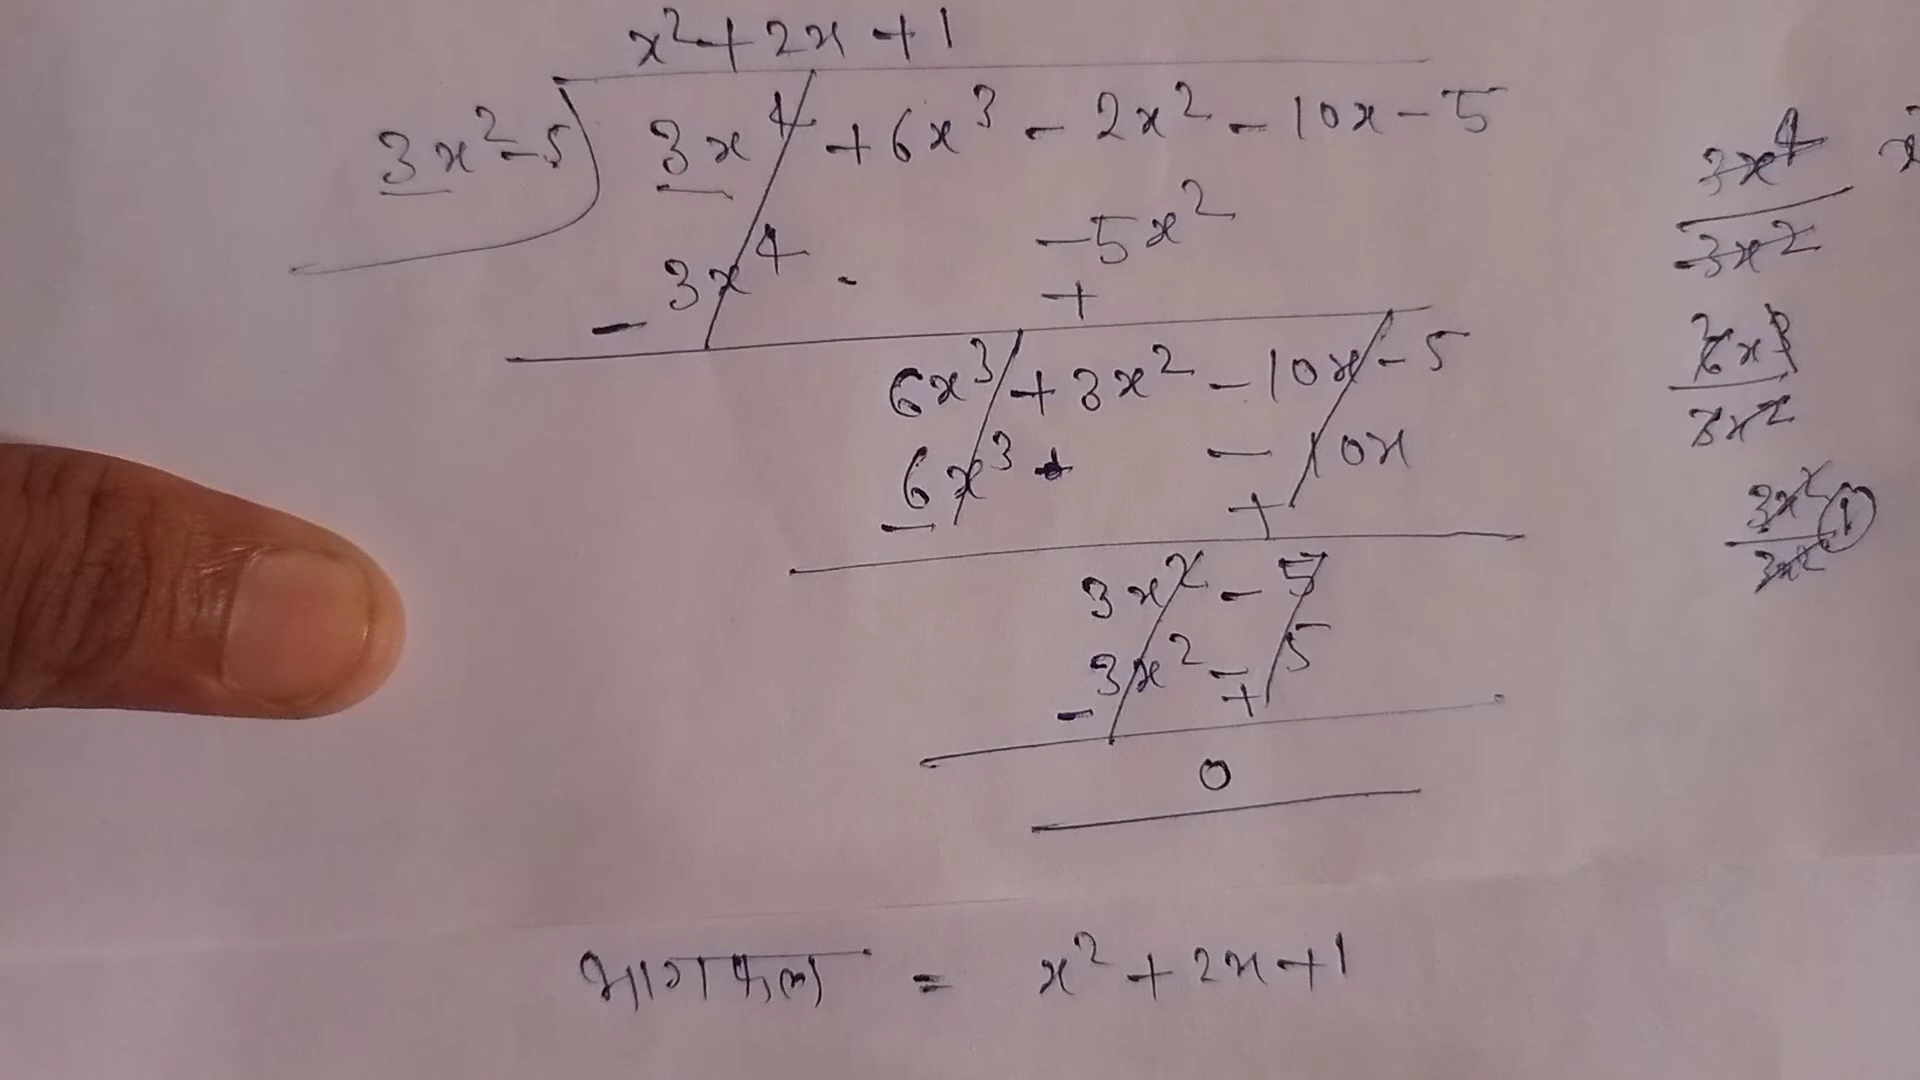 x² + 2x + 1
3x² - 5) 3x⁴ + 6x³ - 2x² - 10x - 5
3x⁴ - 5x²
- +
6x³ + 3x² - 10x - 5
6x³ - 10x
- +
3x² - 5
3x² - 5
- +
0
भागफल = x² + 2x + 1
3x⁴
3x²
6x³
3x²
3x² 1
3x²